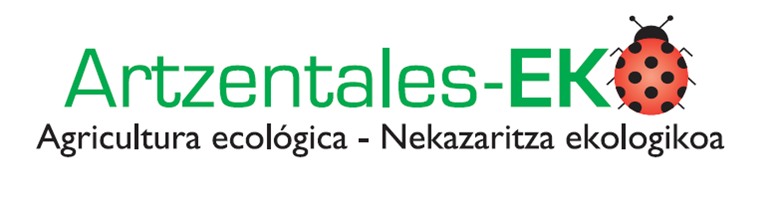 Artzentales-EKO
Agricultura ecológica - Nekazaritza ekologikoa